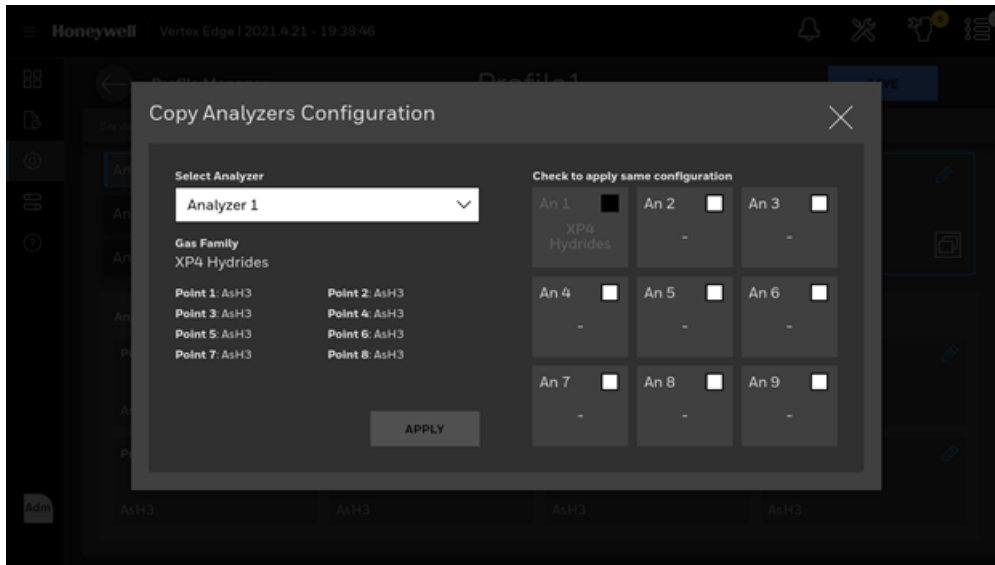 Honeywell | Vertex Edge | 2021.4.21 - 19:38:46
Profile1
SAVE
Copy Analyzers Configuration
Select Analyzer
Analyzer 1
Gas Family
XP4 Hydrides
Point 1: AsH3 Point 2: AsH3
Point 3: AsH3 Point 4: AsH3
Point 5: AsH3 Point 6: AsH3
Point 7: AsH3 Point 8: AsH3
APPLY
Check to apply same configuration
An 1 An 2 An 3
XP4 - -
Hydrides
An 4 An 5 An 6
- - -
An 7 An 8 An 9
- - -
Adm
AsH3 AsH3 AsH3 AsH3